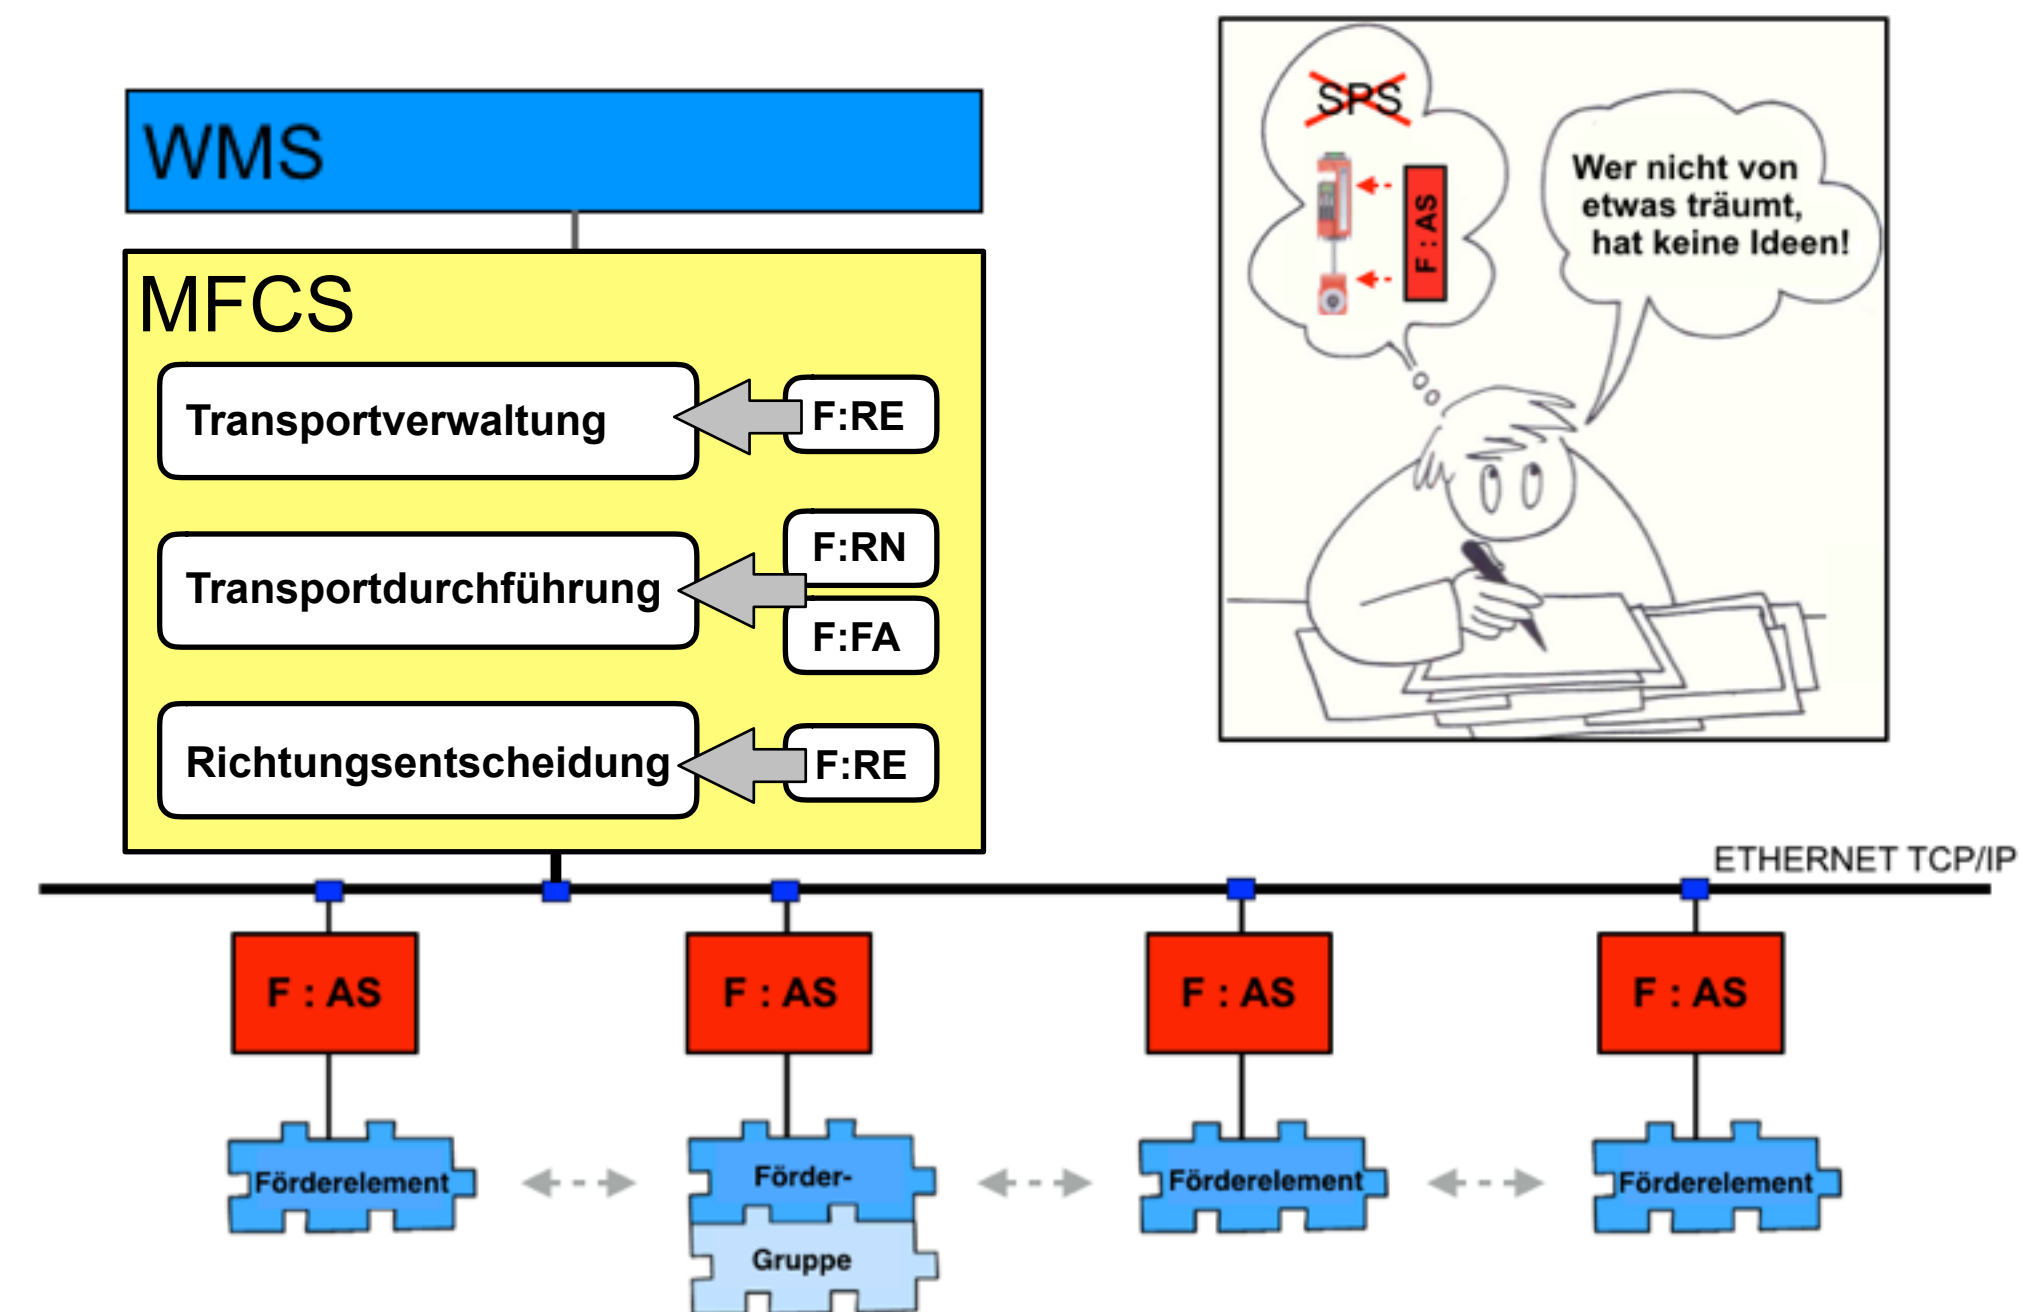 WMS
MFCS
Transportverwaltung
F:RE
Transportdurchführung
F:RN
F:FA
Richtungsentscheidung
F:RE
SPS
F : AS
Wer nicht von
etwas träumt,
hat keine Ideen!
ETHERNET TCP/IP
F : AS
F : AS
F : AS
F : AS
Förderelement
Förder-
Gruppe
Förderelement
Förderelement